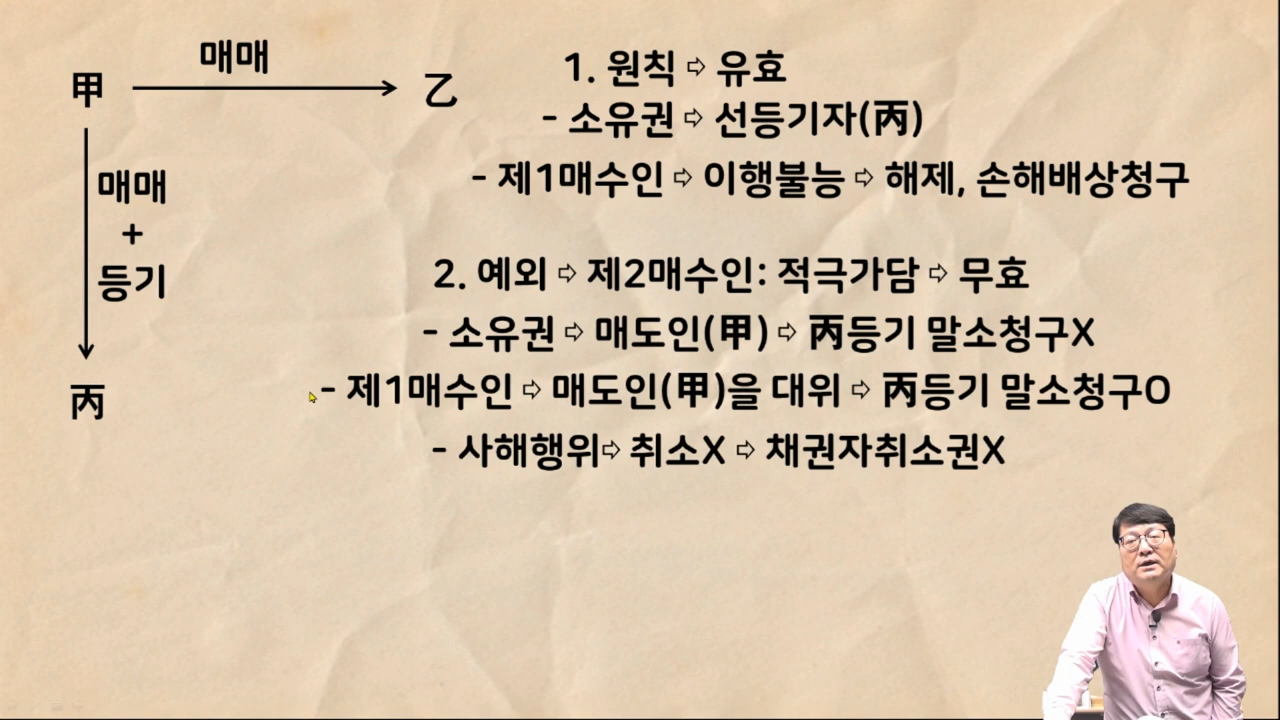 매매
甲
乙
매매
+
등기
丙
1. 원칙 ⇨ 유효
- 소유권 ⇨ 선등기자(丙)
- 제1매수인 ⇨ 이행불능 ⇨ 해제, 손해배상청구
2. 예외 ⇨ 제2매수인: 적극가담 ⇨ 무효
- 소유권 ⇨ 매도인(甲) ⇨ 丙등기 말소청구X
- 제1매수인 ⇨ 매도인(甲)을 대위 ⇨ 丙등기 말소청구O
- 사해행위⇨ 취소X ⇨ 채권자취소권X